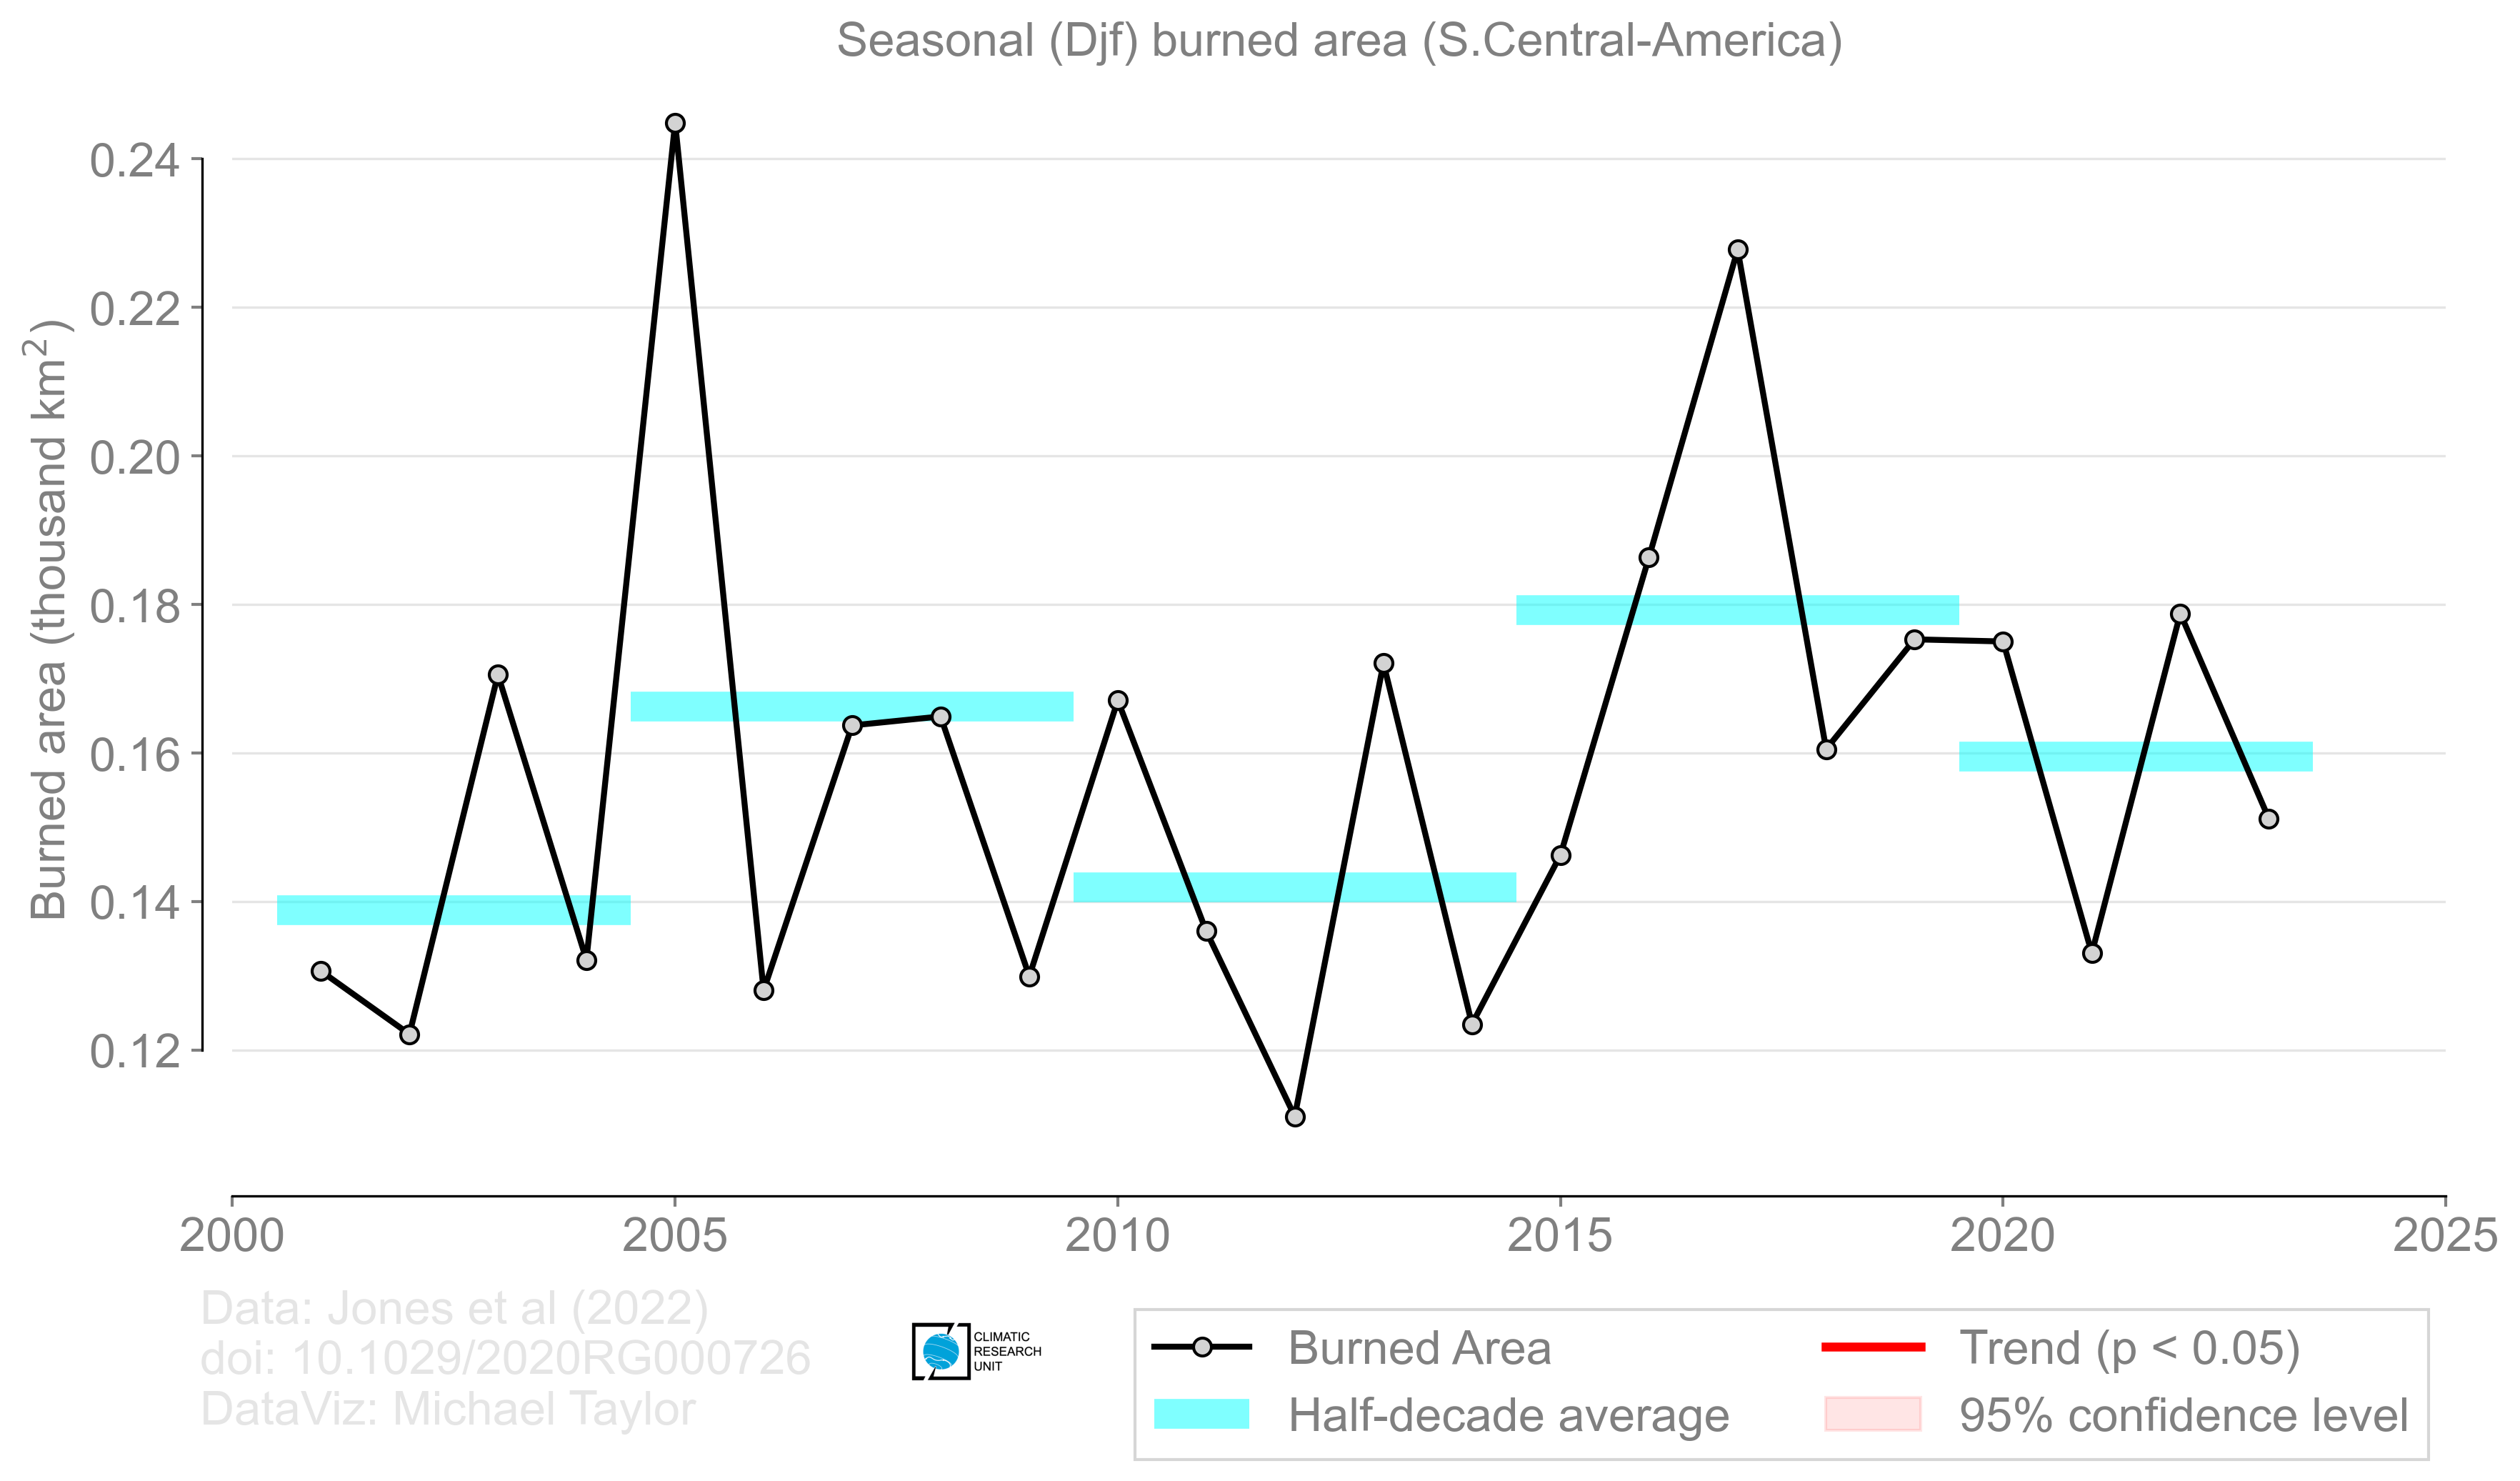 Seasonal (Djf) burned area (S.Central-America)
Burned area (thousand km²)
0.24
0.22
0.20
0.18
0.16
0.14
0.12
2000 2005 2010 2015 2020 2025
Data: Jones et al (2022)
doi: 10.1029/2020RG000726
DataViz: Michael Taylor
CLIMATIC
RESEARCH
UNIT
Burned Area
Half-decade average
Trend (p < 0.05)
95% confidence level